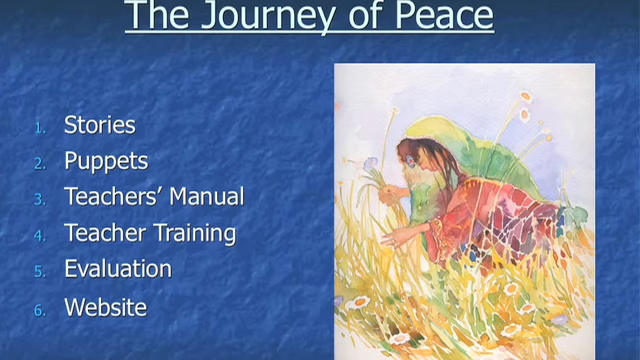 The Journey of Peace
1. Stories
2. Puppets
3. Teachers’ Manual
4. Teacher Training
5. Evaluation
6. Website